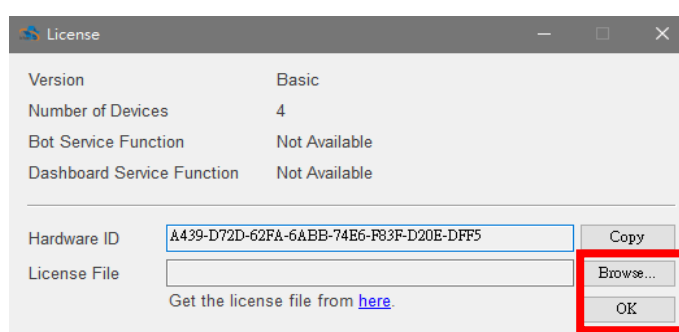 License
Version Basic
Number of Devices 4
Bot Service Function Not Available
Dashboard Service Function Not Available
Hardware ID A439-D72D-62FA-6ABB-74E6-F83F-D20E-DFF5 Copy
License File Browse...
Get the license file from here. OK